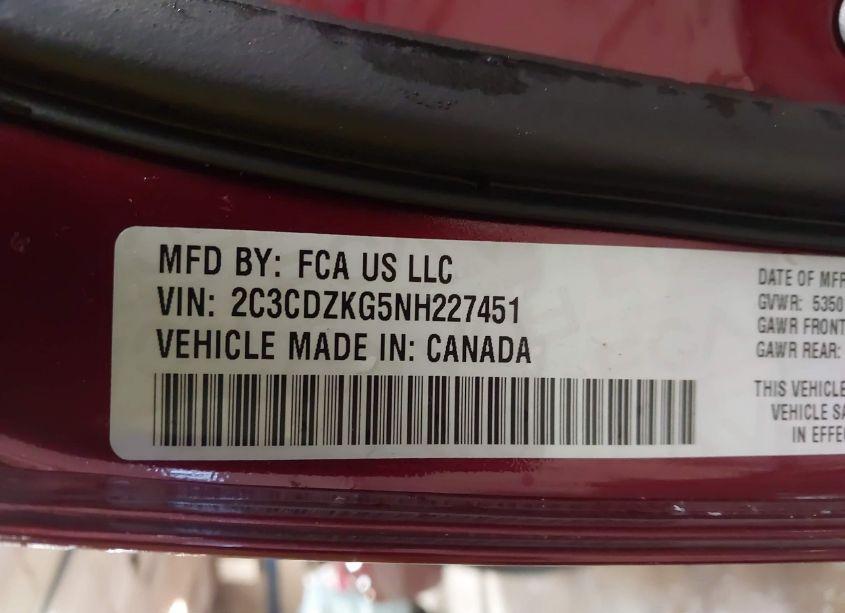 MFD BY: FCA US LLC
VIN: 2C3CDZKG5NH227451
VEHICLE MADE IN: CANADA
DATE OF MFR
GVWR: 5350
GAWR FRONT
GAWR REAR:
THIS VEHICLE
VEHICLE SA
IN EFFEC